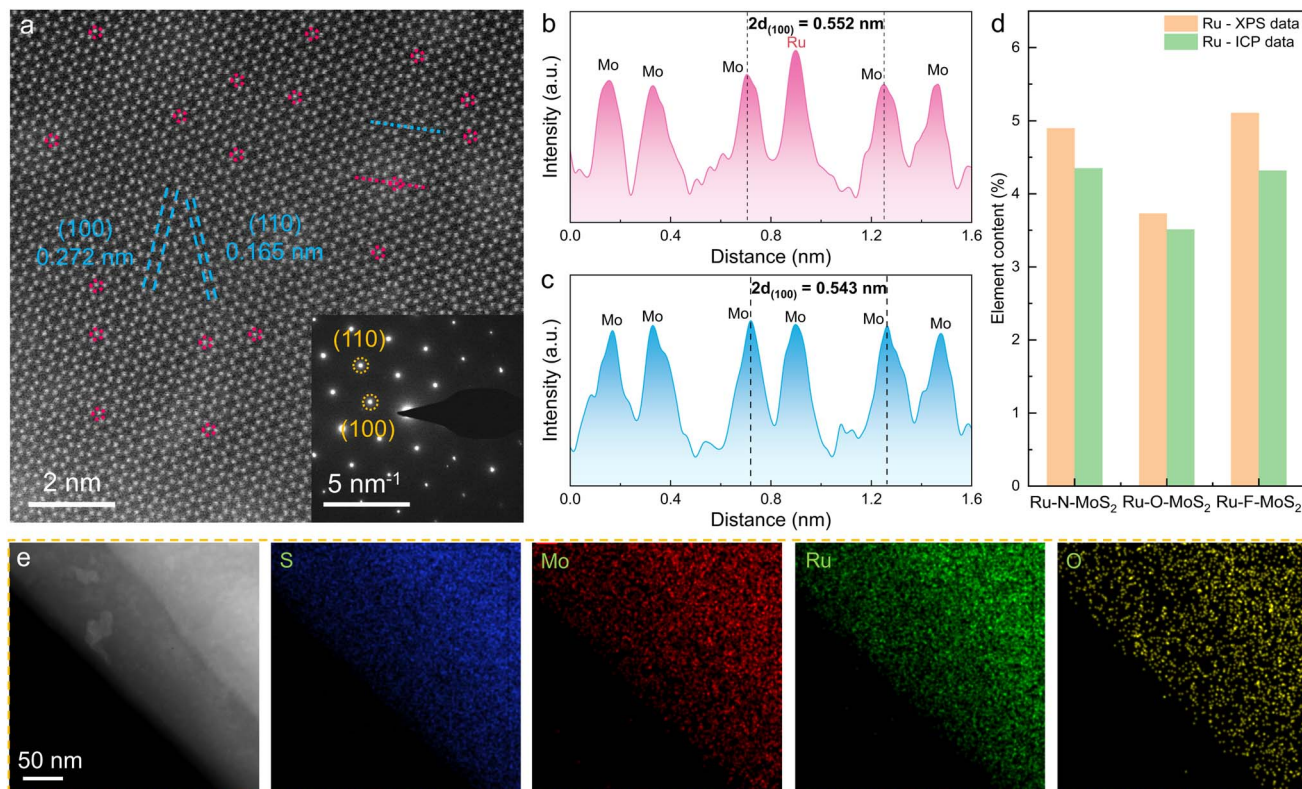 a
(100)
0.272 nm
(110)
0.165 nm
2 nm
(110)
(100)
5 nm⁻¹
b
2d(100) = 0.552 nm
Ru
Mo
Mo
Mo
Mo
Mo
Intensity (a.u.)
0.0
0.4
0.8
1.2
1.6
Distance (nm)
c
2d(100) = 0.543 nm
Mo
Mo
Mo
Mo
Mo
Mo
Intensity (a.u.)
0.0
0.4
0.8
1.2
1.6
Distance (nm)
d
Ru - XPS data
Ru - ICP data
Element content (%)
6
5
4
3
2
1
0
Ru-N-MoS₂
Ru-O-MoS₂
Ru-F-MoS₂
e
50 nm
S
Mo
Ru
O